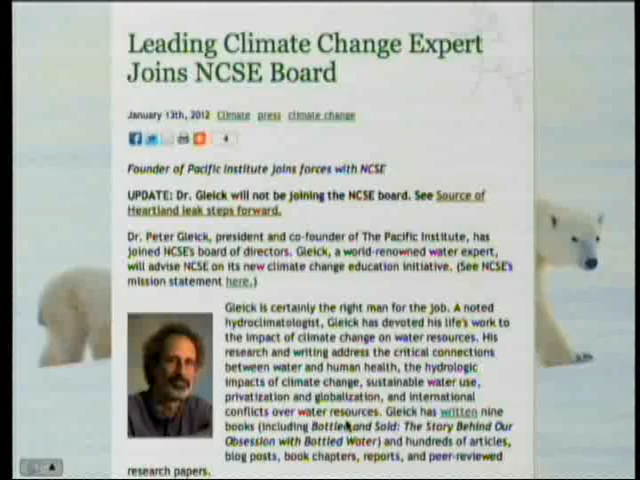 Leading Climate Change Expert
Joins NCSE Board
January 13th, 2012 Climate press climate change
4
Founder of Pacific Institute joins forces with NCSE
UPDATE: Dr. Gleick will not be joining the NCSE board. See Source of
Heartland leak steps forward.
Dr. Peter Gleick, president and co-founder of The Pacific Institute, has
joined NCSE's board of directors. Gleick, a world-renowned water expert,
will advise NCSE on its new climate change education initiative. (See NCSE's
mission statement here.)
Gleick is certainly the right man for the job. A noted
hydroclimatologist, Gleick has devoted his life's work to
the impact of climate change on water resources. His
research and writing address the critical connections
between water and human health, the hydrologic
impacts of climate change, sustainable water use,
privatization and globalization, and international
conflicts over water resources. Gleick has written nine
books (including Bottled and Sold: The Story Behind Our
Obsession with Bottled Water) and hundreds of articles,
blog posts, book chapters, reports, and peer-reviewed
research papers.